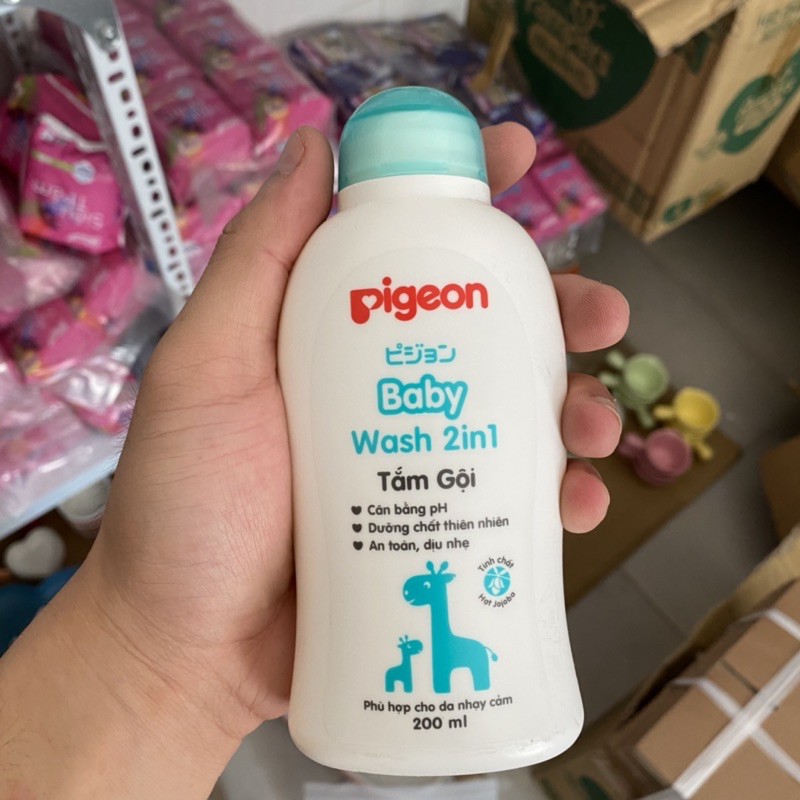 Pigeon
ピジョン
Baby
Wash 2in1
Tắm Gội
Cân bằng pH
Dưỡng chất thiên nhiên
An toàn, dịu nhẹ
Tinh chất
Hạt Jojoba
Phù hợp cho da nhạy cảm
200 ml